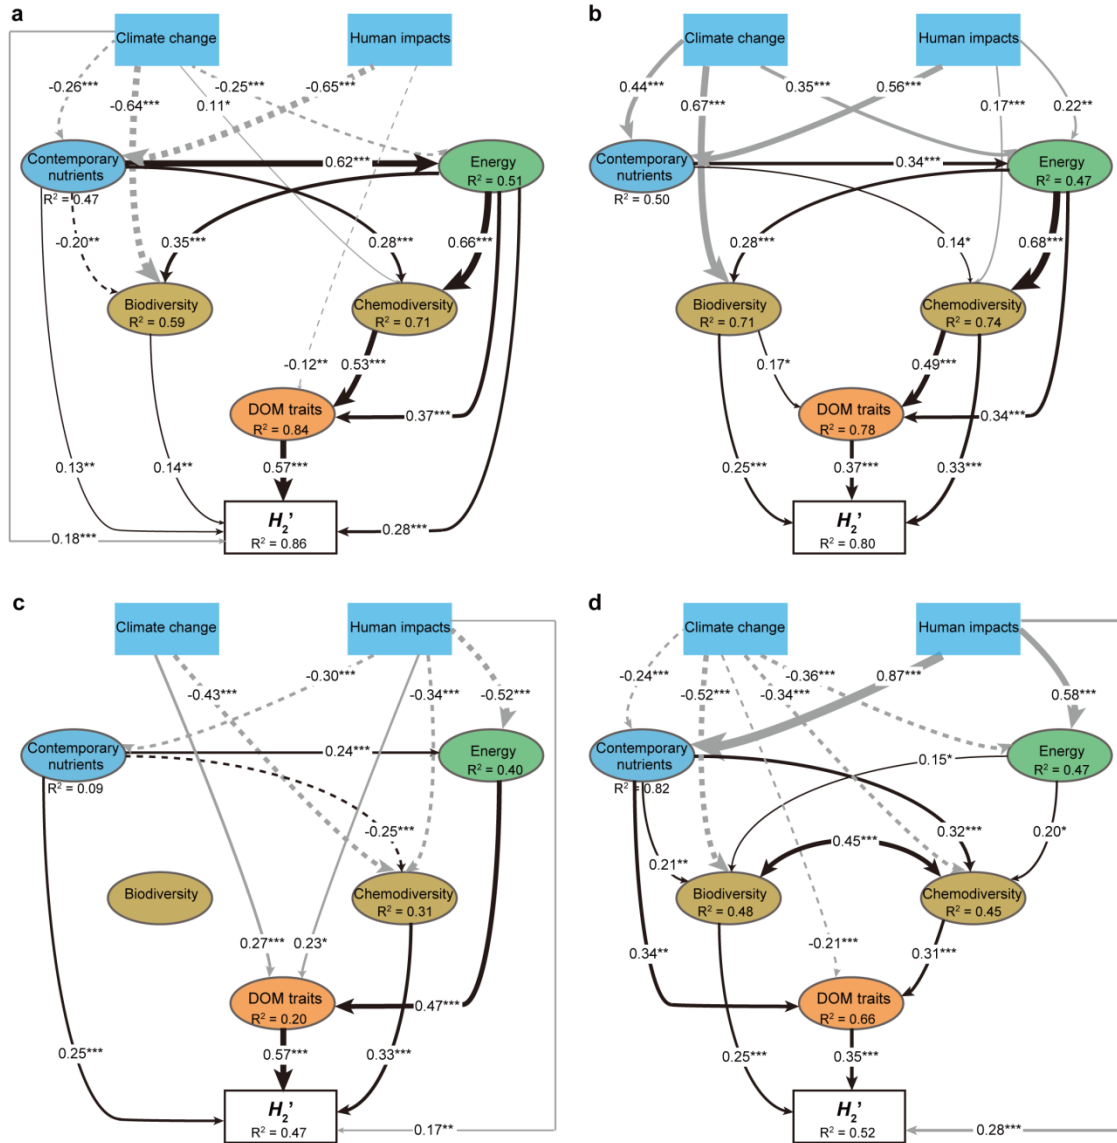 a
Climate change
Human impacts
-0.26***
-0.64***
0.11*
-0.25***
-0.65***
Contemporary
nutrients
R² = 0.47
0.62***
Energy
R² = 0.51
-0.20**
0.35***
0.28***
0.66***
Biodiversity
R² = 0.59
Chemodiversity
R² = 0.71
-0.12**
0.53***
DOM traits
R² = 0.84
0.37***
0.13**
0.14**
0.57***
H₂’
R² = 0.86
0.28***
0.18***
b
Climate change
Human impacts
0.44***
0.67***
0.35***
0.56***
0.17***
0.22**
Contemporary
nutrients
R² = 0.50
0.34***
Energy
R² = 0.47
0.28***
0.14*
0.68***
Biodiversity
R² = 0.71
Chemodiversity
R² = 0.74
0.17*
0.49***
DOM traits
R² = 0.78
0.34***
0.25***
0.37***
0.33***
H₂’
R² = 0.80
c
Climate change
Human impacts
-0.43***
-0.30***
-0.34***
-0.52***
Contemporary
nutrients
R² = 0.09
0.24***
Energy
R² = 0.40
-0.25***
Biodiversity
Chemodiversity
R² = 0.31
0.27***
0.23*
DOM traits
R² = 0.20
0.47***
0.25***
0.57***
0.33***
H₂’
R² = 0.47
0.17**
d
Climate change
Human impacts
-0.24***
-0.52***
-0.34***
-0.36***
0.87***
0.58***
Contemporary
nutrients
R² = 0.82
Energy
R² = 0.47
0.15*
0.21**
0.45***
0.32***
0.20*
Biodiversity
R² = 0.48
Chemodiversity
R² = 0.45
0.34**
-0.21***
0.31***
DOM traits
R² = 0.66
0.25***
0.35***
H₂’
R² = 0.52
0.28***